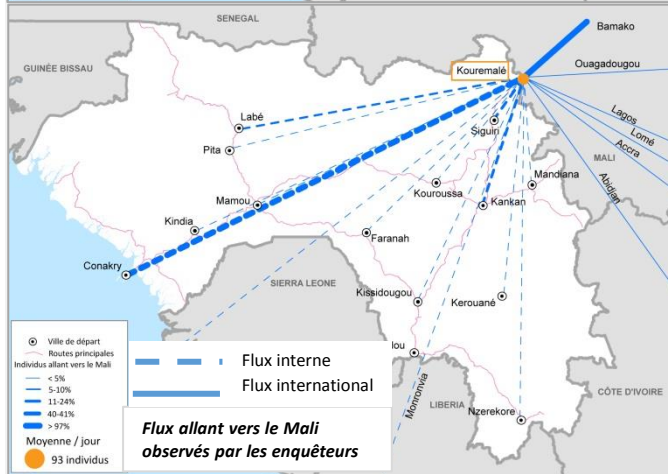 SENEGAL
Bamako
GUINÉE BISSAU
Ouagadougou
Kouremalé
Labé
Siguiri
Lagos
Lomé
Accra
MALI
Pita
Abidjan
Mandiana
Kouroussa
Mamou
Kankan
Kindia
Faranah
Conakry
SIERRA LEONE
Kissidougou
Kerouané
Ville de départ
Routes principales
Individus allant vers le Mali
< 5%
5-10%
11-24%
40-41%
> 97%
Moyenne / jour
93 individus
Flux interne
Flux international
lou
Monronvia
LIBERIA
CÔTE D'IVOIRE
Nzerekore
Flux allant vers le Mali
observés par les enquêteurs